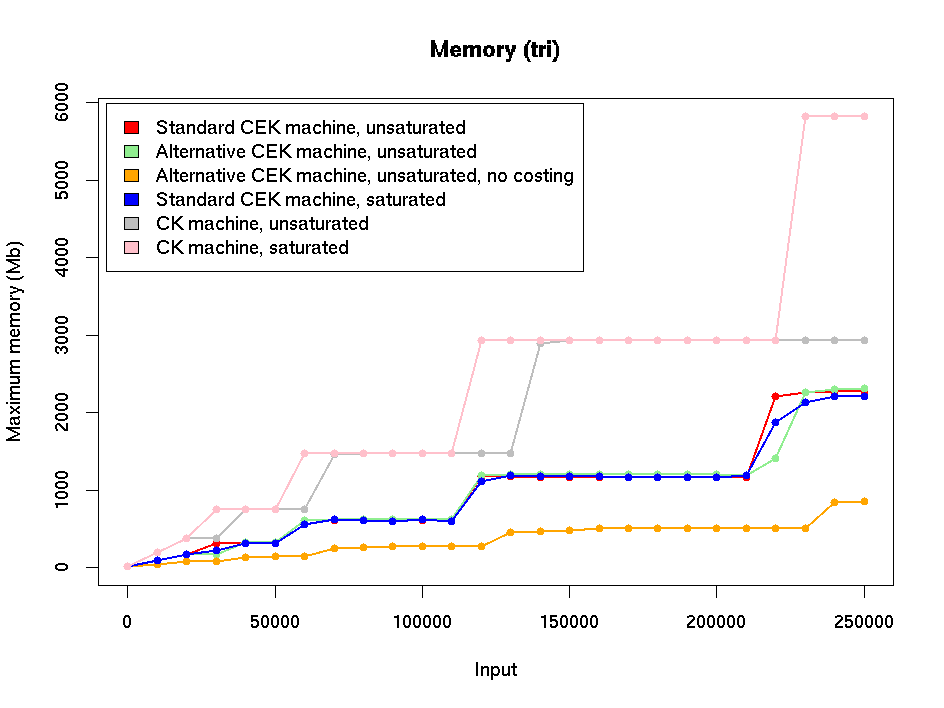 Memory (tri)
Standard CEK machine, unsaturated
Alternative CEK machine, unsaturated
Alternative CEK machine, unsaturated, no costing
Standard CEK machine, saturated
CK machine, unsaturated
CK machine, saturated
Maximum memory (Mb)
6000
5000
4000
3000
2000
1000
0
0 50000 100000 150000 200000 250000
Input